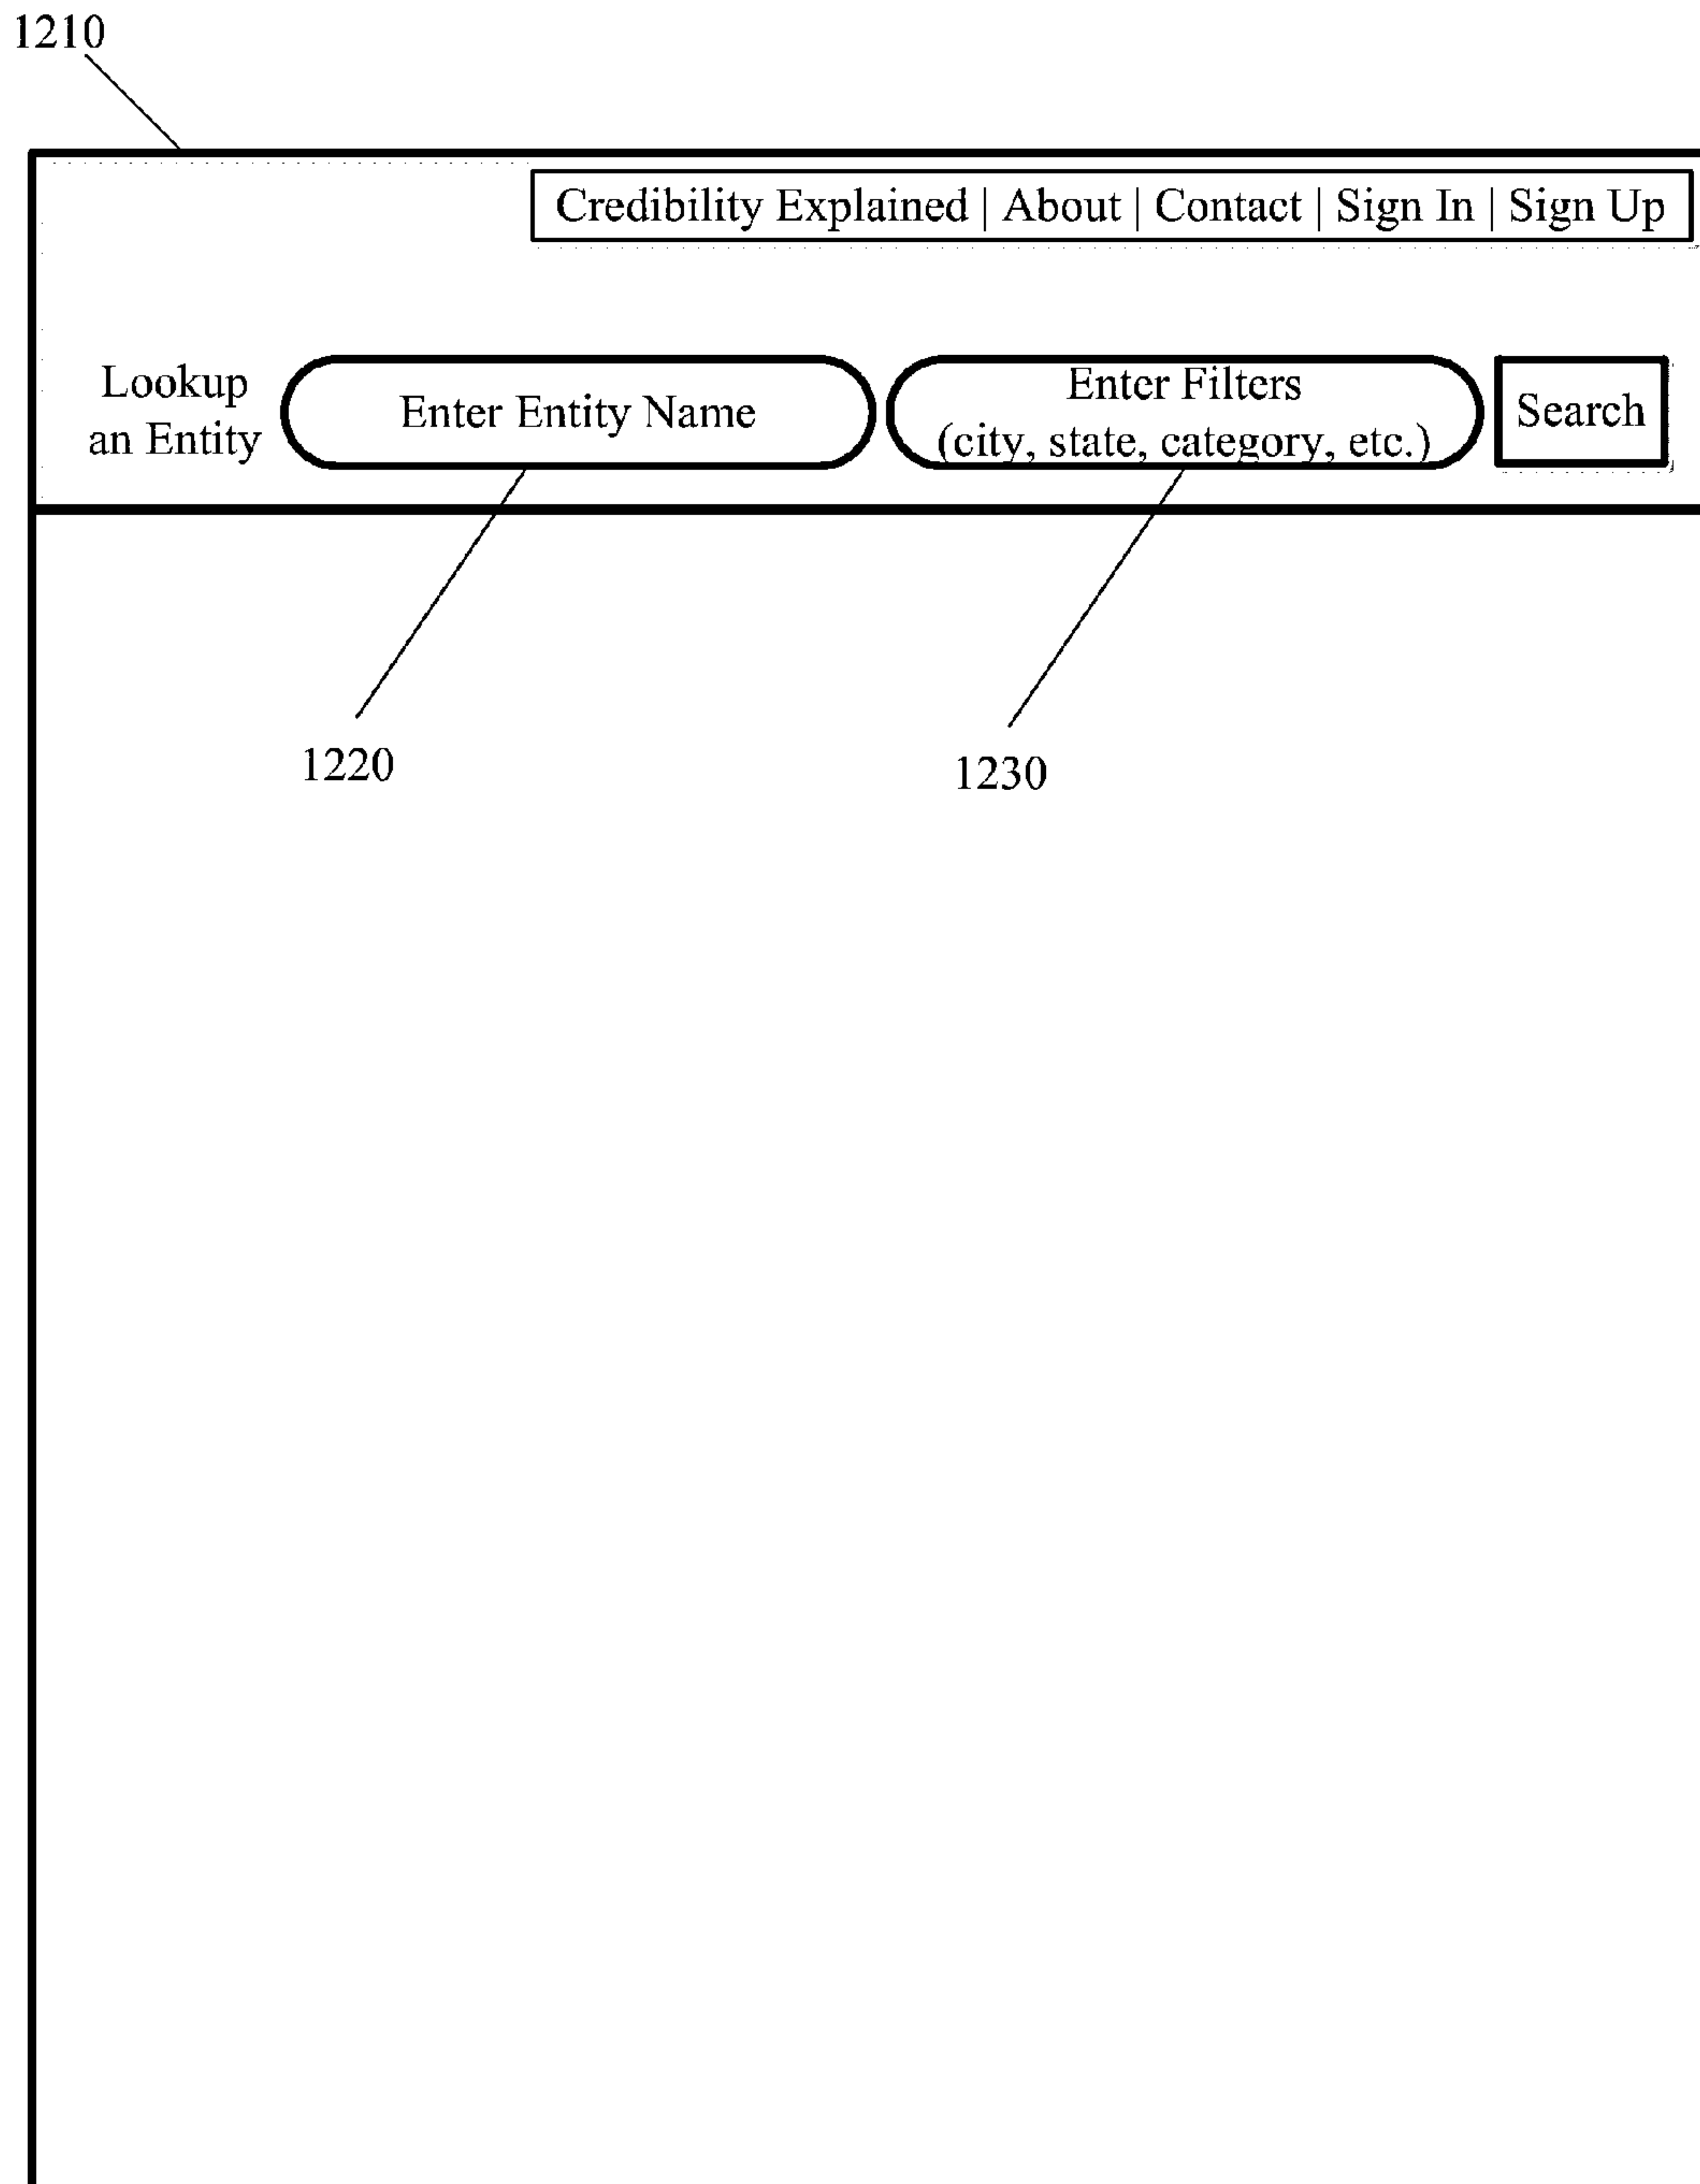 1210
Credibility Explained | About | Contact | Sign In | Sign Up
Lookup
an Entity
Enter Entity Name
Enter Filters
(city, state, category, etc.)
Search
1220
1230